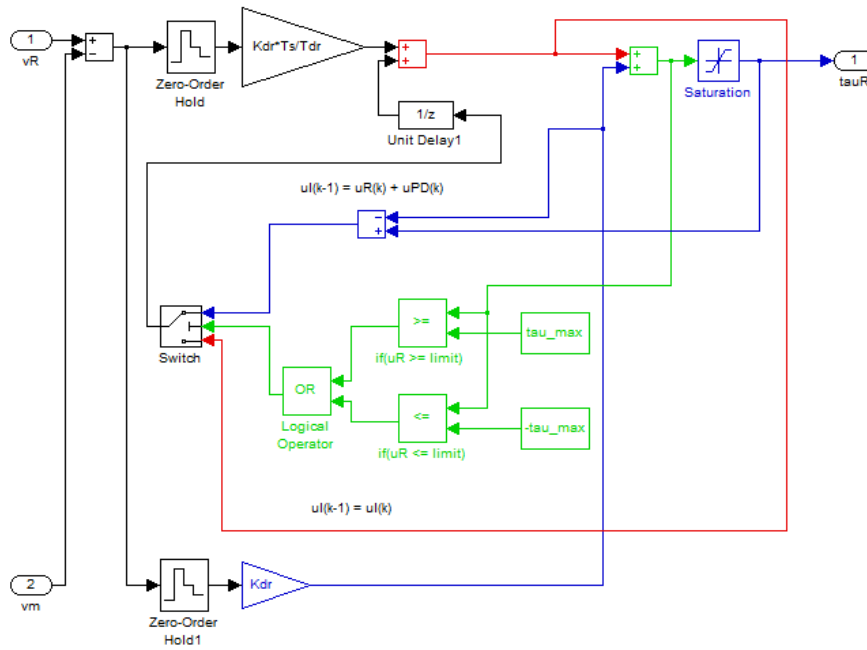 1
vR
+
−
Zero-Order
Hold
Kdr*Ts/Tdr
+
+
1/z
Unit Delay1
+
+
Saturation
1
tauR
uI(k-1) = uR(k) + uPD(k)
−
+
Switch
>=
if(uR >= limit)
tau_max
OR
Logical
Operator
<=
if(uR <= limit)
-tau_max
uI(k-1) = uI(k)
2
vm
Zero-Order
Hold1
Kdr